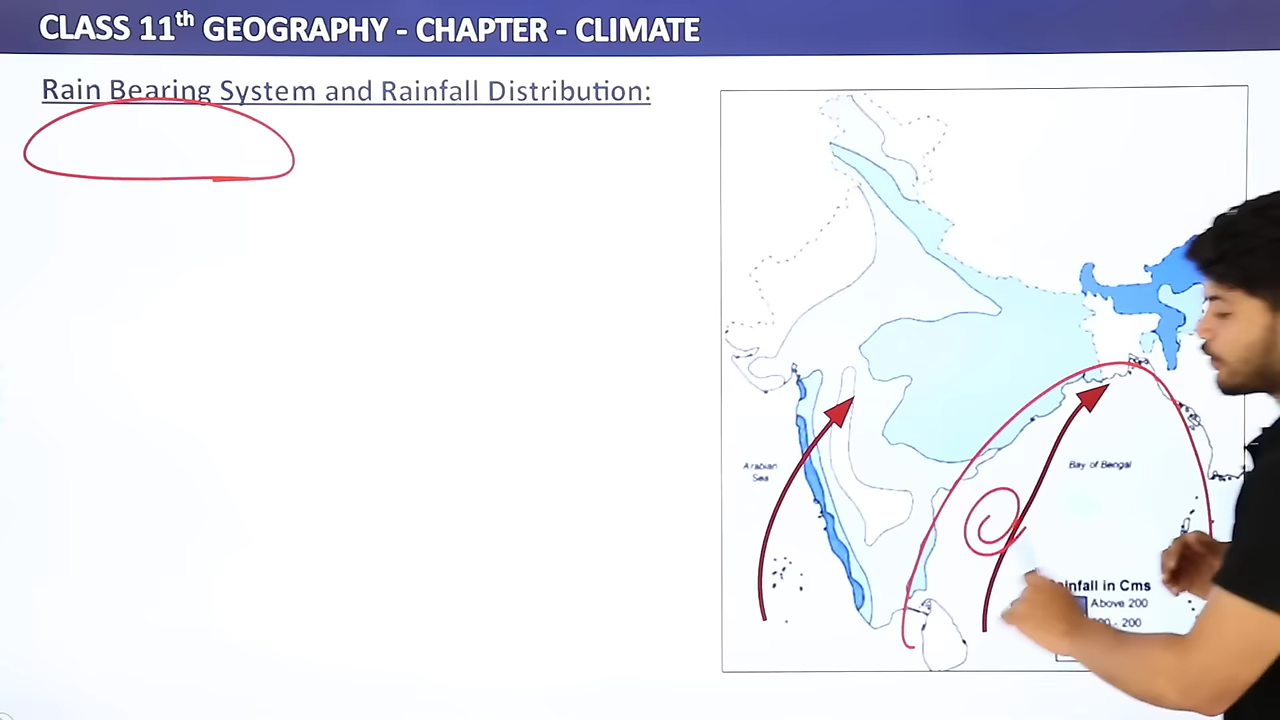 CLASS 11th GEOGRAPHY - CHAPTER - CLIMATE
Rain Bearing System and Rainfall Distribution:
Arabian
Sea
Bay of Bengal
in Cms
Above 200
- 200